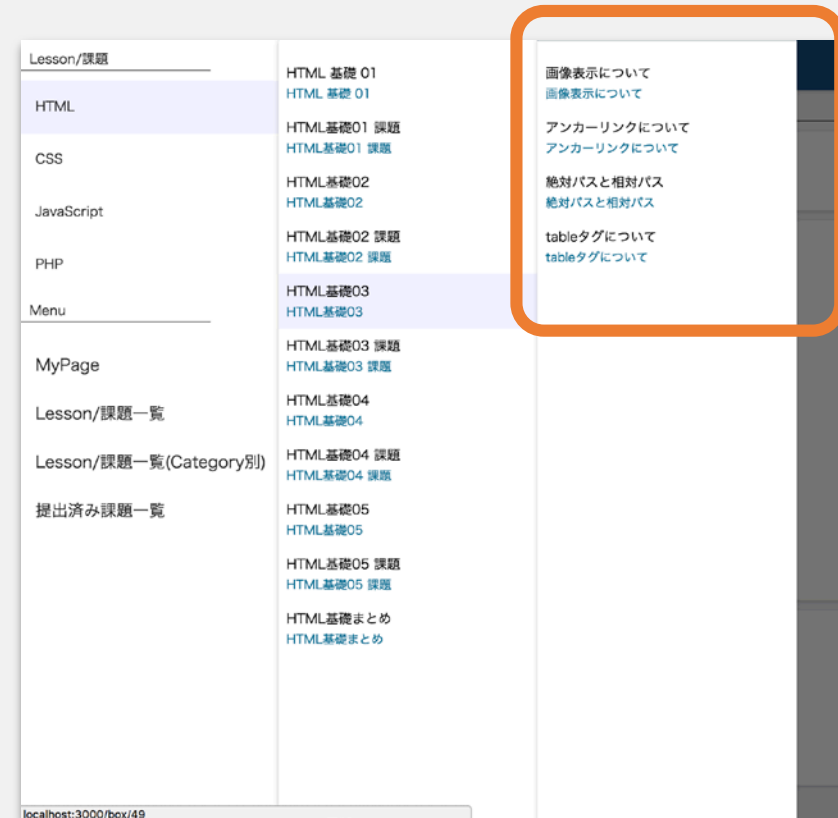 Lesson/課題
HTML
CSS
JavaScript
PHP
Menu
MyPage
Lesson/課題一覧
Lesson/課題一覧(Category別)
提出済み課題一覧
HTML 基礎 01
HTML 基礎 01
HTML基礎01 課題
HTML基礎01 課題
HTML基礎02
HTML基礎02
HTML基礎02 課題
HTML基礎02 課題
HTML基礎03
HTML基礎03
HTML基礎03 課題
HTML基礎03 課題
HTML基礎04
HTML基礎04
HTML基礎04 課題
HTML基礎04 課題
HTML基礎05
HTML基礎05
HTML基礎05 課題
HTML基礎05 課題
HTML基礎まとめ
HTML基礎まとめ
画像表示について
画像表示について
アンカーリンクについて
アンカーリンクについて
絶対パスと相対パス
絶対パスと相対パス
tableタグについて
tableタグについて
localhost:3000/box/49